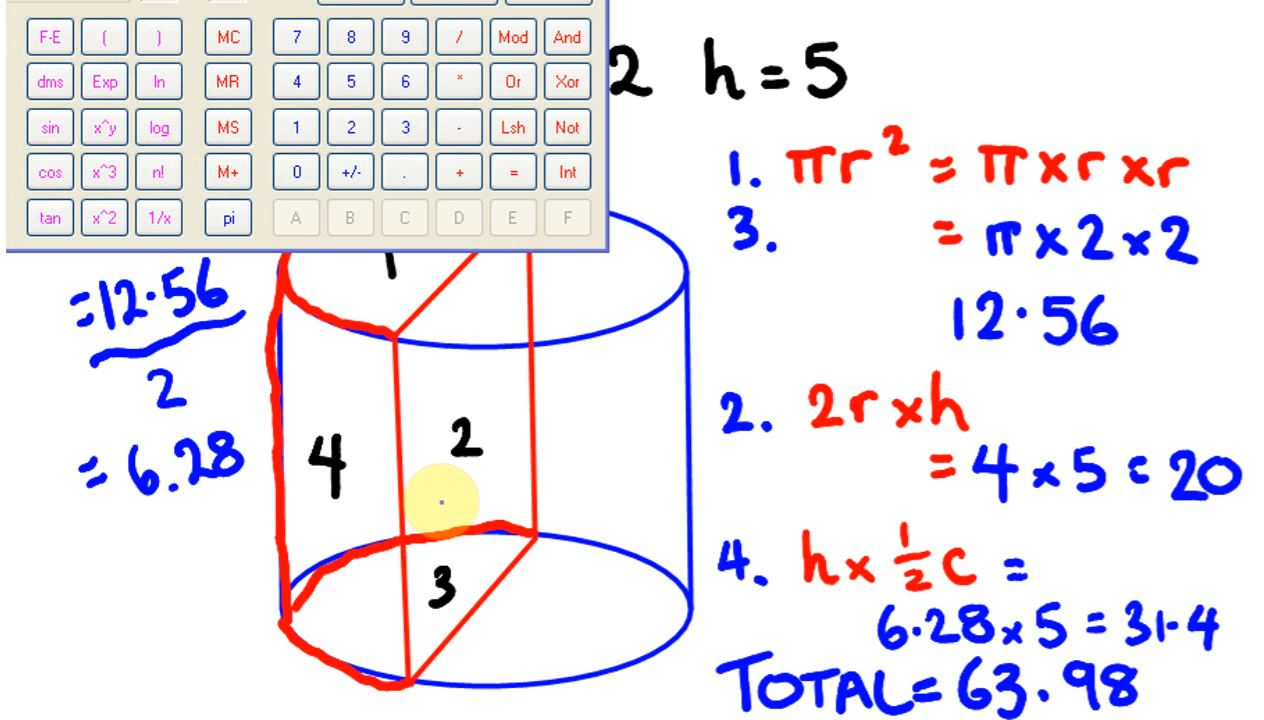 F-E ( ) MC 7 8 9 / Mod And
dms Exp ln MR 4 5 6 * Or Xor
sin x^y log MS 1 2 3 - Lsh Not
cos x^3 n! M+ 0 +/- . + = Int
tan x^2 1/x pi A B C D E F
2 h = 5
1. πr² = π × r × r
3. = π × 2 × 2
12.56
2. 2r × h
= 4 × 5 = 20
4. h × ½ c =
6.28 × 5 = 31.4
TOTAL = 63.98
= 12.56
2
= 6.28
1
4
2
3